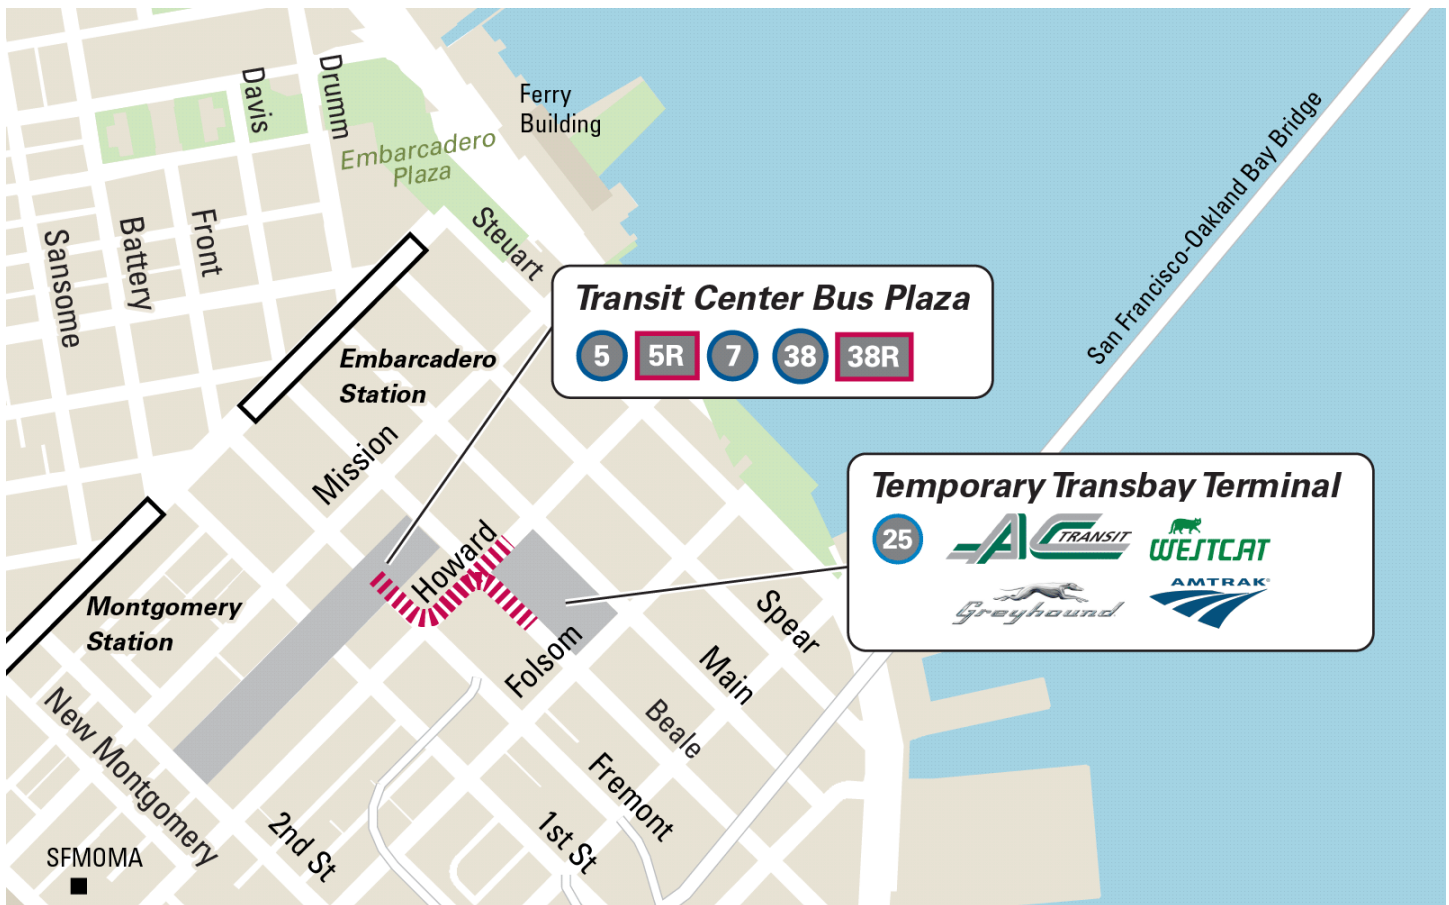 Davis
Drumm
Ferry
Building
Embarcadero
Plaza
San Francisco-Oakland Bay Bridge
Sansome
Battery
Front
Steuart
Transit Center Bus Plaza
5 5R 7 38 38R
Embarcadero
Station
Mission
Temporary Transbay Terminal
25 AC TRANSIT WESTCAT
Greyhound AMTRAK®
Howard
Montgomery
Station
Folsom
Spear
Main
Beale
Fremont
New Montgomery
2nd St
1st St
SFMOMA